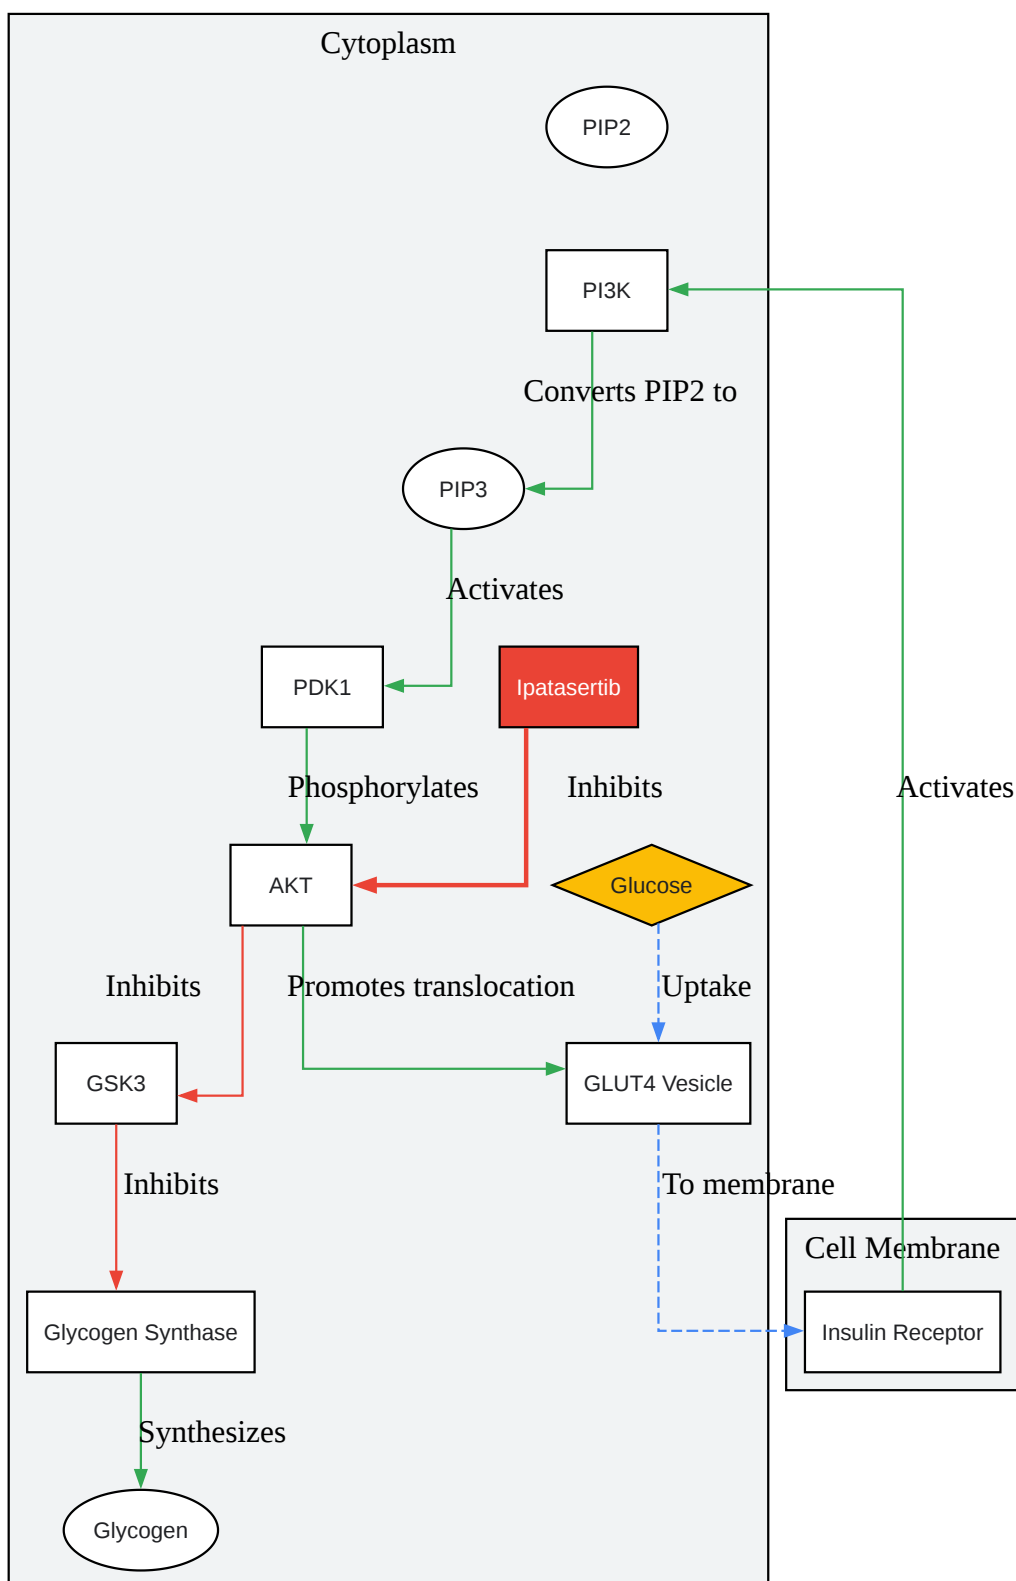 Cytoplasm
PIP2
PI3K
Converts PIP2 to
PIP3
Activates
PDK1
Ipatasertib
Phosphorylates
Inhibits
Activates
AKT
Glucose
Inhibits
Promotes translocation
Uptake
GSK3
GLUT4 Vesicle
Inhibits
To membrane
Cell Membrane
Glycogen Synthase
Insulin Receptor
Synthesizes
Glycogen